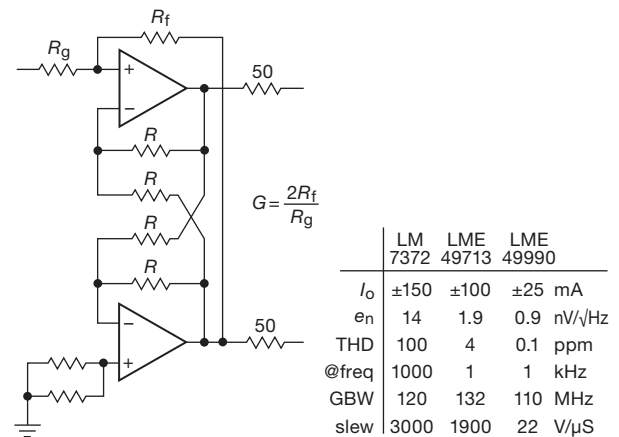 Rf
Rg
+
50
−
R
R
G = 2Rf / Rg
R
R
−
50
+
LM 7372 LME 49713 LME 49990
Io ±150 ±100 ±25 mA
en 14 1.9 0.9 nV/√Hz
THD 100 4 0.1 ppm
@freq 1000 1 1 kHz
GBW 120 132 110 MHz
slew 3000 1900 22 V/µS